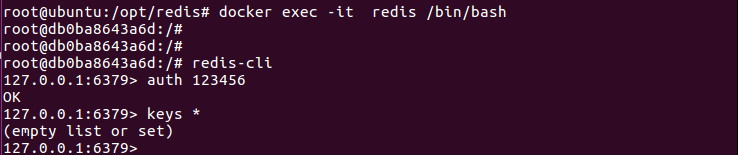 root@ubuntu:/opt/redis# docker exec -it  redis /bin/bash
root@db0ba8643a6d:/#
root@db0ba8643a6d:/#
root@db0ba8643a6d:/# redis-cli
127.0.0.1:6379> auth 123456
OK
127.0.0.1:6379> keys *
(empty list or set)
127.0.0.1:6379>